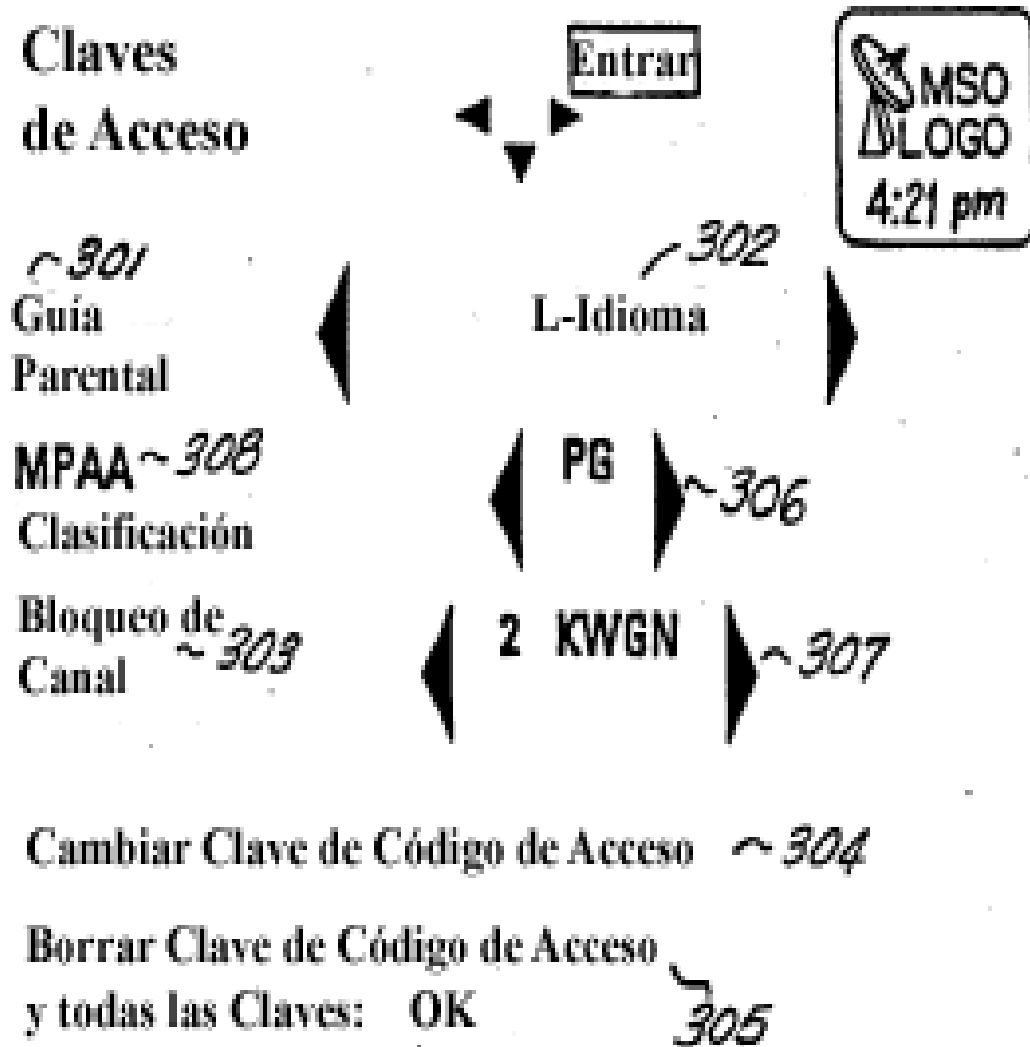 Claves
de Acceso
Entrar
MSO
LOGO
4:21 pm
301
302
Guía
Parental
L-Idioma
MPAA 308
Clasificación
PG
306
Bloqueo de
Canal
303
2 KWGN
307
Cambiar Clave de Código de Acceso 304
Borrar Clave de Código de Acceso
y todas las Claves: OK
305